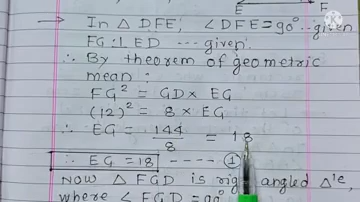 E F
→ In △ DFE, ∠DFE=90° --given
FG⊥ED --- given.
∴ By theorem of geometric
mean:
FG² = GD × EG
(12)² = 8 × EG
∴ EG = 144/8 = 18
∴ EG = 18 ---- ①
NOW △ FGD is right angled △le
where ∠ FGD = 90°